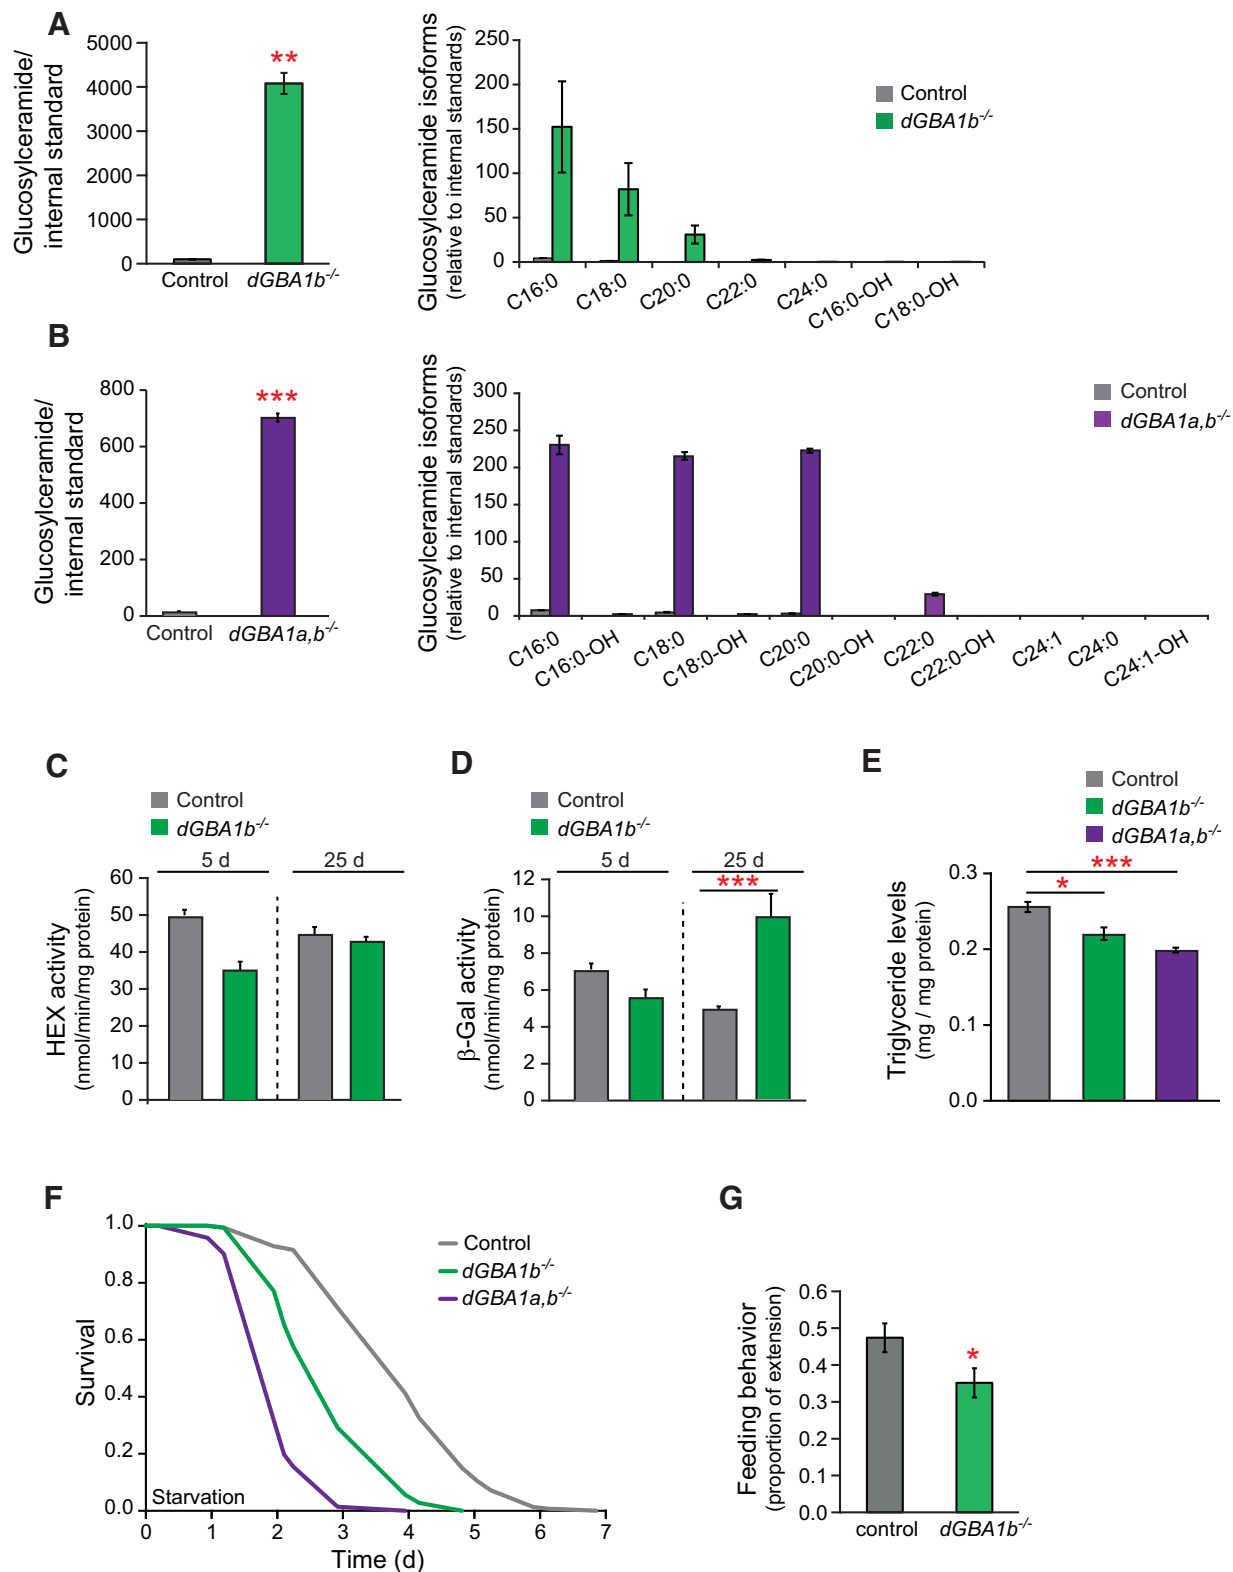 A
Glucosylceramide/
internal standard
5000
4000
3000
2000
1000
0
**
Control
dGBA1b-/-
Glucosylceramide isoforms
(relative to internal standards)
250
200
150
100
50
0
C16:0
C18:0
C20:0
C22:0
C24:0
C16:0-OH
C18:0-OH
Control
dGBA1b-/-
B
Glucosylceramide/
internal standard
800
600
400
200
0
***
Control
dGBA1a,b-/-
Glucosylceramide isoforms
(relative to internal standards)
300
250
200
150
100
50
0
C16:0
C16:0-OH
C18:0
C18:0-OH
C20:0
C20:0-OH
C22:0
C22:0-OH
C24:1
C24:0
C24:1-OH
Control
dGBA1a,b-/-
C
Control
dGBA1b-/-
5 d
25 d
HEX activity
(nmol/min/mg protein)
60
50
40
30
20
10
0
D
Control
dGBA1b-/-
5 d
25 d
***
β-Gal activity
(nmol/min/mg protein)
12
10
8
6
4
2
0
E
Control
dGBA1b-/-
dGBA1a,b-/-
***
*
Triglyceride levels
(mg / mg protein)
0.3
0.2
0.1
0.0
F
Survival
1.0
0.8
0.6
0.4
0.2
0.0
Control
dGBA1b-/-
dGBA1a,b-/-
Starvation
0 1 2 3 4 5 6 7
Time (d)
G
Feeding behavior
(proportion of extension)
0.6
0.5
0.4
0.3
0.2
0.1
0.0
*
control
dGBA1b-/-